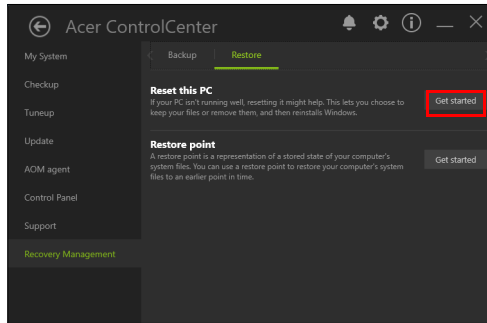 Acer ControlCenter
My System
Checkup
Tuneup
Update
AOM agent
Control Panel
Support
Recovery Management
Backup
Restore
Reset this PC
If your PC isn't running well, resetting it might help. This lets you choose to
keep your files or remove them, and then reinstalls Windows.
Get started
Restore point
A restore point is a representation of a stored state of your computer's
system files. You can use a restore point to restore your computer's system
files to an earlier point in time.
Get started